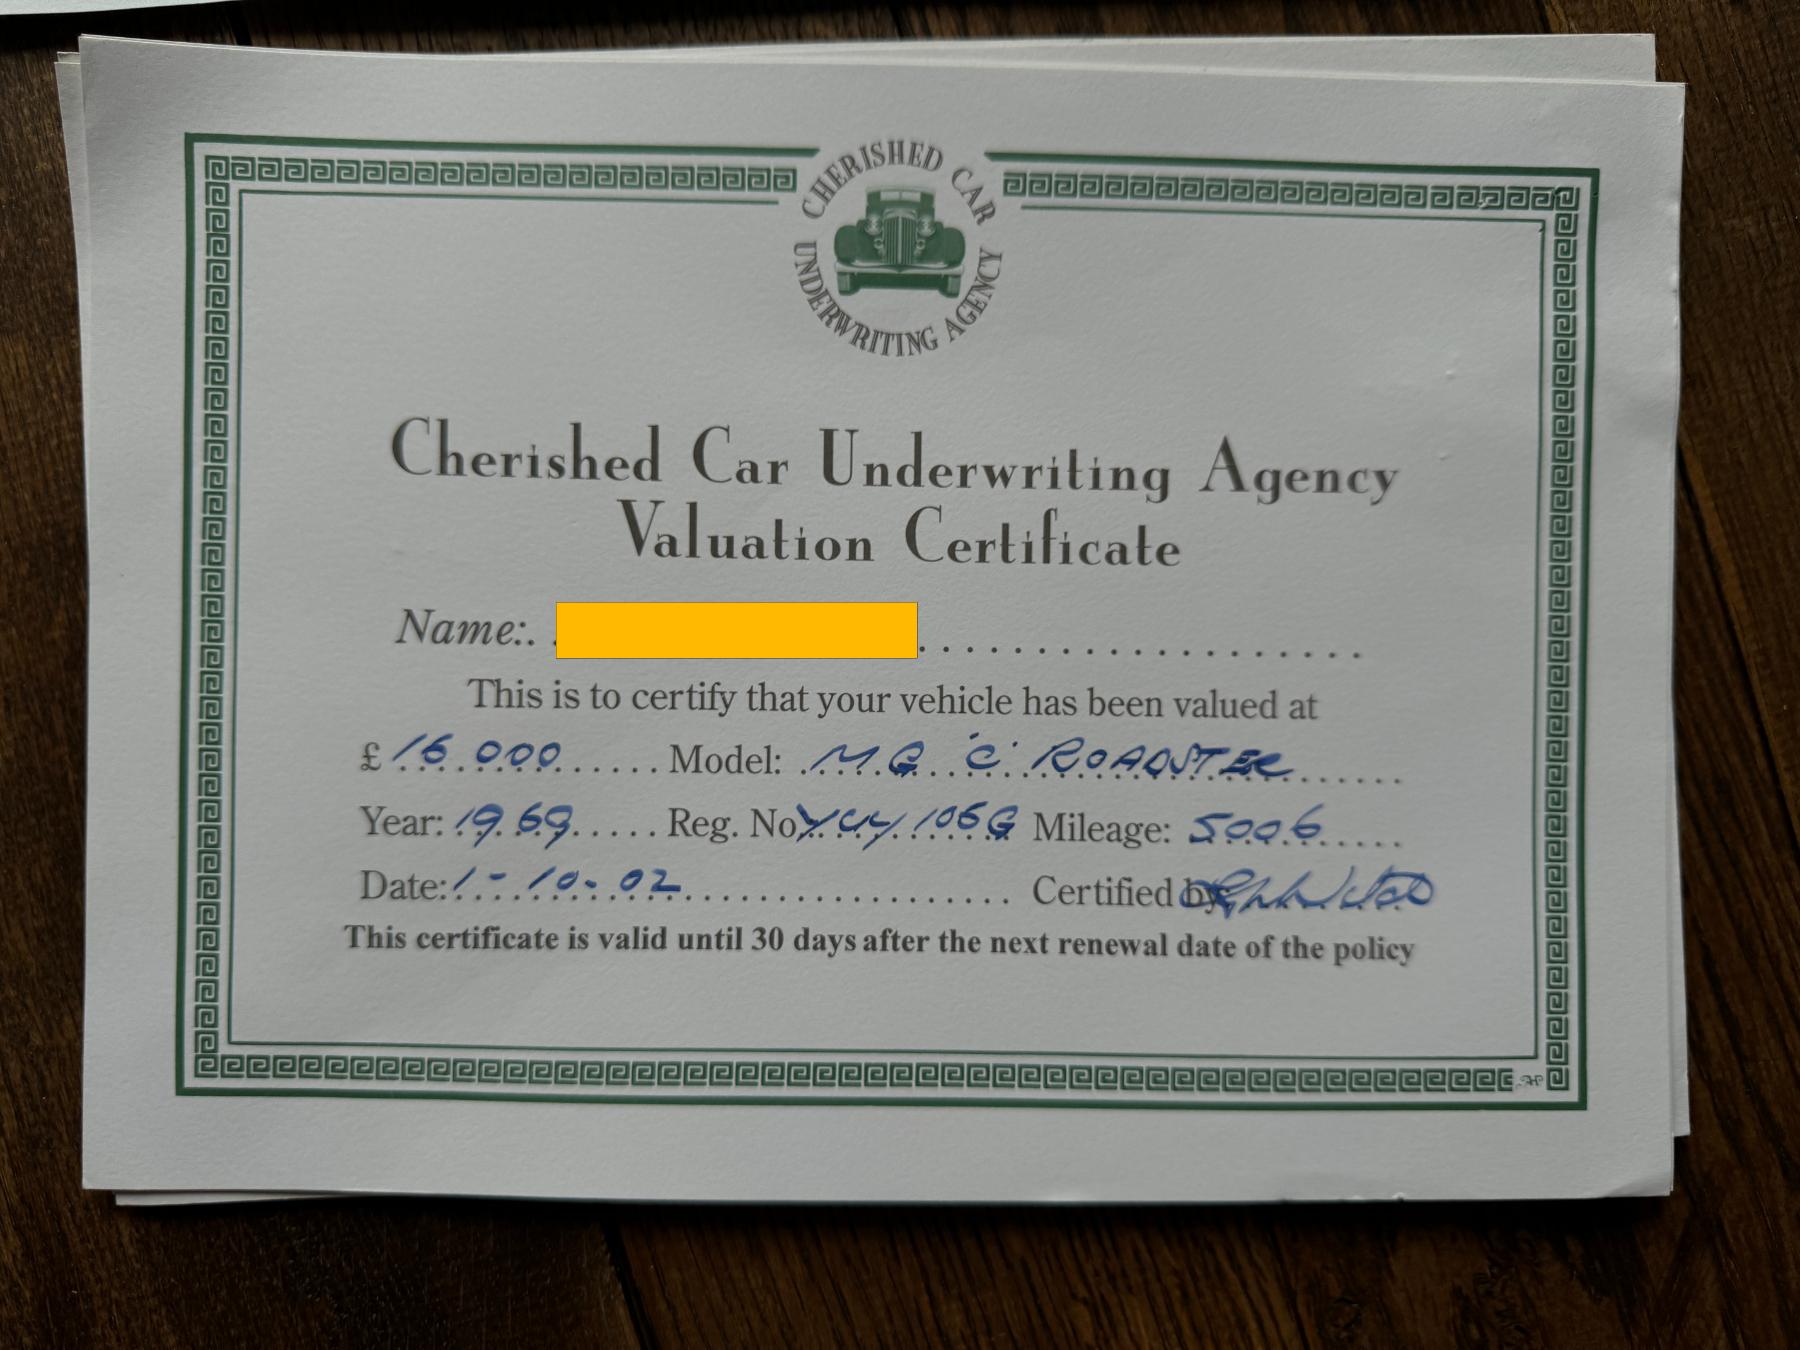 CHERISHED CAR
UNDERWRITING AGENCY
Cherished Car Underwriting Agency
Valuation Certificate
Name:
This is to certify that your vehicle has been valued at
£ 16 000 Model: M G 'C' ROADSTER
Year: 1969 Reg. No 106G Mileage: 5006
Date: 1-10-02 Certified by
This certificate is valid until 30 days after the next renewal date of the policy